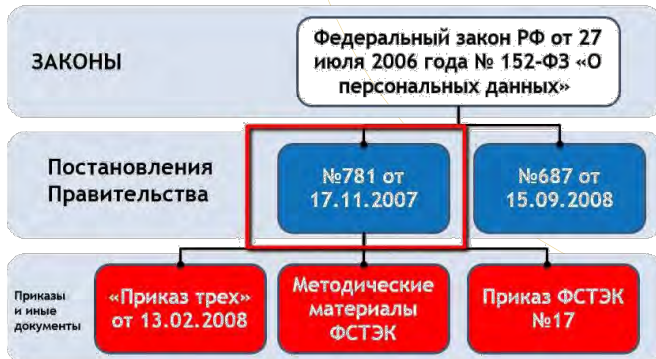 ЗАКОНЫ
Федеральный закон РФ от 27
июля 2006 года № 152-ФЗ «О
персональных данных»
Постановления
Правительства
№781 от
17.11.2007
№687 от
15.09.2008
Приказы
и иные
документы
«Приказ трех»
от 13.02.2008
Методические
материалы
ФСТЭК
Приказ ФСТЭК
№17